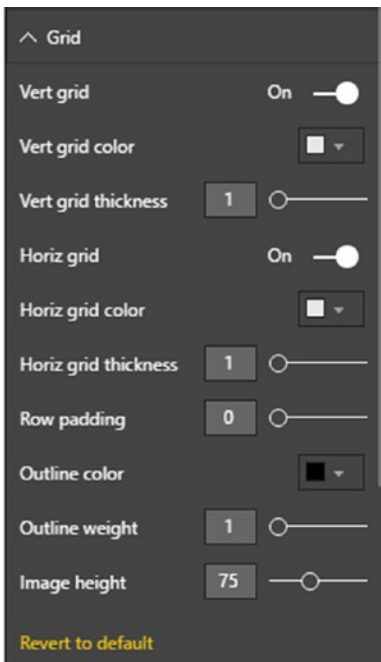 Grid
Vert grid On
Vert grid color
Vert grid thickness 1
Horiz grid On
Horiz grid color
Horiz grid thickness 1
Row padding 0
Outline color
Outline weight 1
Image height 75
Revert to default